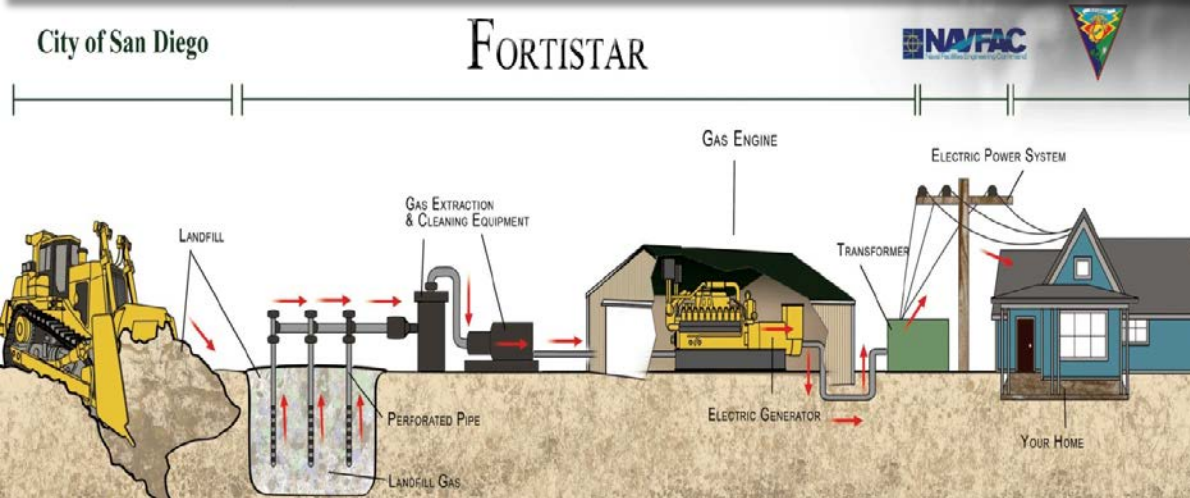 City of San Diego
FORTISTAR
NAVFAC
Naval Facilities Engineering Command
GAS ENGINE
ELECTRIC POWER SYSTEM
GAS EXTRACTION
& CLEANING EQUIPMENT
LANDFILL
TRANSFORMER
PERFORATED PIPE
ELECTRIC GENERATOR
YOUR HOME
LANDFILL GAS